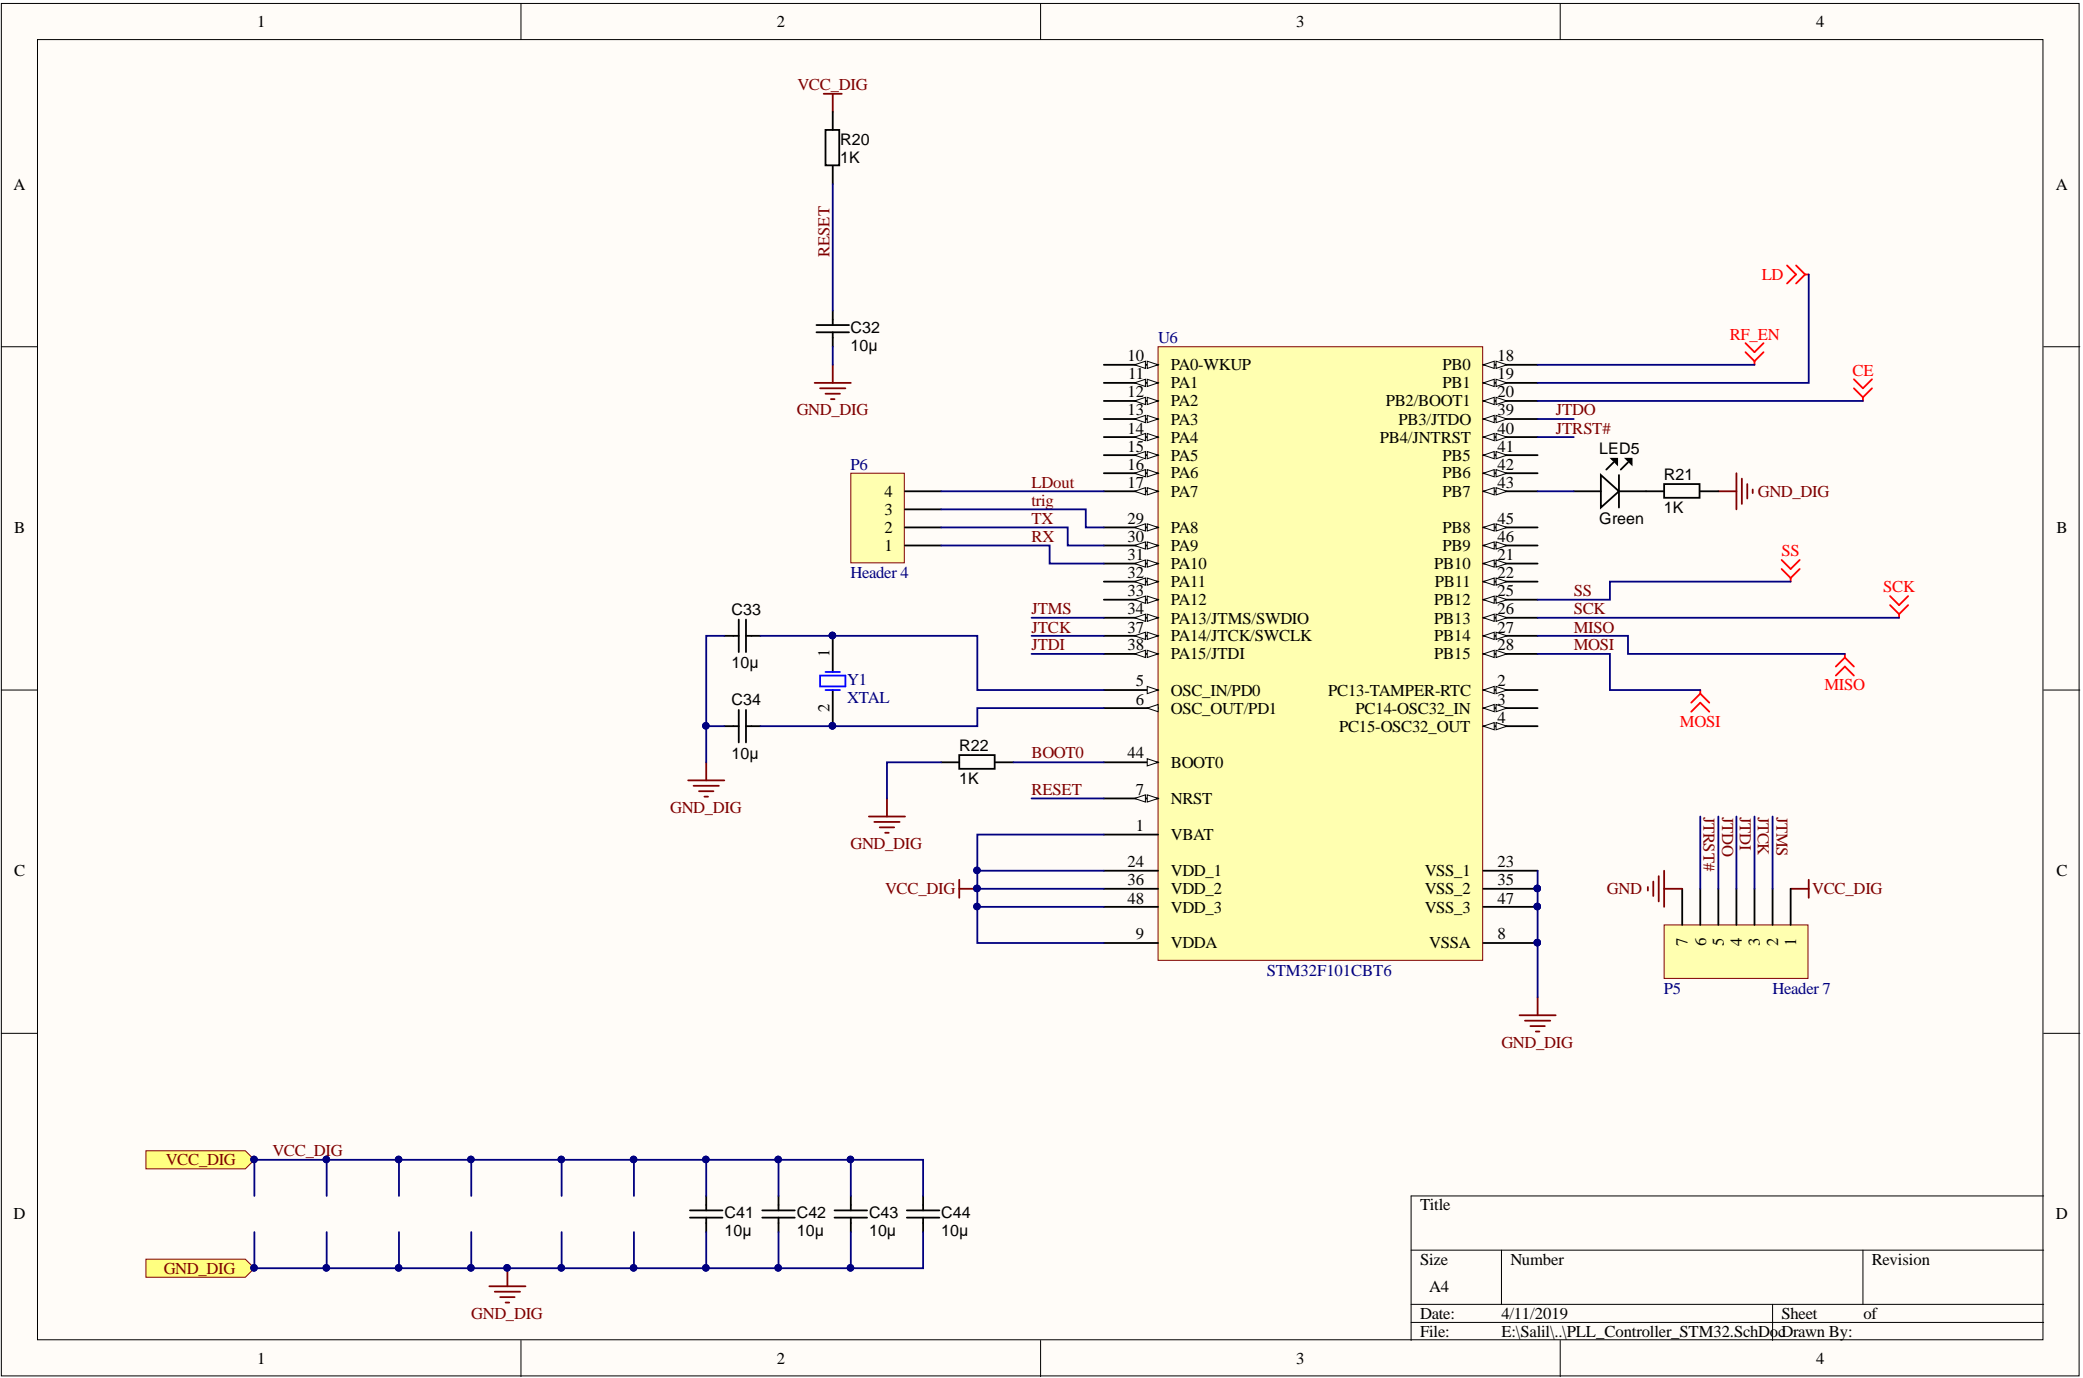 1 2 3 4
A A
B B
C C
D D
VCC_DIG
R20
1K
RESET
C32
10µ
GND_DIG
LD
RF_EN
CE
U6
10 PA0-WKUP
11 PA1
12 PA2
13 PA3
14 PA4
15 PA5
16 PA6
17 PA7
29 PA8
30 PA9
31 PA10
32 PA11
33 PA12
34 PA13/JTMS/SWDIO
37 PA14/JTCK/SWCLK
38 PA15/JTDI
5 OSC_IN/PD0
6 OSC_OUT/PD1
44 BOOT0
7 NRST
1 VBAT
24 VDD_1
36 VDD_2
48 VDD_3
9 VDDA
PB0 18
PB1 19
PB2/BOOT1 20
PB3/JTDO 39
PB4/JNTRST 40
PB5 41
PB6 42
PB7 43
PB8 45
PB9 46
PB10 21
PB11 22
PB12 25
PB13 26
PB14 27
PB15 28
PC13-TAMPER-RTC 2
PC14-OSC32_IN 3
PC15-OSC32_OUT 4
VSS_1 23
VSS_2 35
VSS_3 47
VSSA 8
STM32F101CBT6
GND_DIG
JTDO
JTRST#
LED5
Green
R21
1K
GND_DIG
SS
SCK
MISO
MOSI
SS
SCK
MISO
MOSI
P6
4
3
2
1
Header 4
LDout
trig
TX
RX
JTMS
JTCK
JTDI
C33
10µ
1
Y1
XTAL
2
C34
10µ
GND_DIG
R22
1K
BOOT0
GND_DIG
RESET
VCC_DIG
JTRST#
JTDO
JTDI
JTCK
JTMS
GND
VCC_DIG
7 6 5 4 3 2 1
P5 Header 7
VCC_DIG
VCC_DIG
C41
10µ
C42
10µ
C43
10µ
C44
10µ
GND_DIG
GND_DIG
Title
Size Number Revision
A4
Date: 4/11/2019 Sheet of
File: E:\Salil\..\PLL_Controller_STM32.SchDoc Drawn By:
1 2 3 4